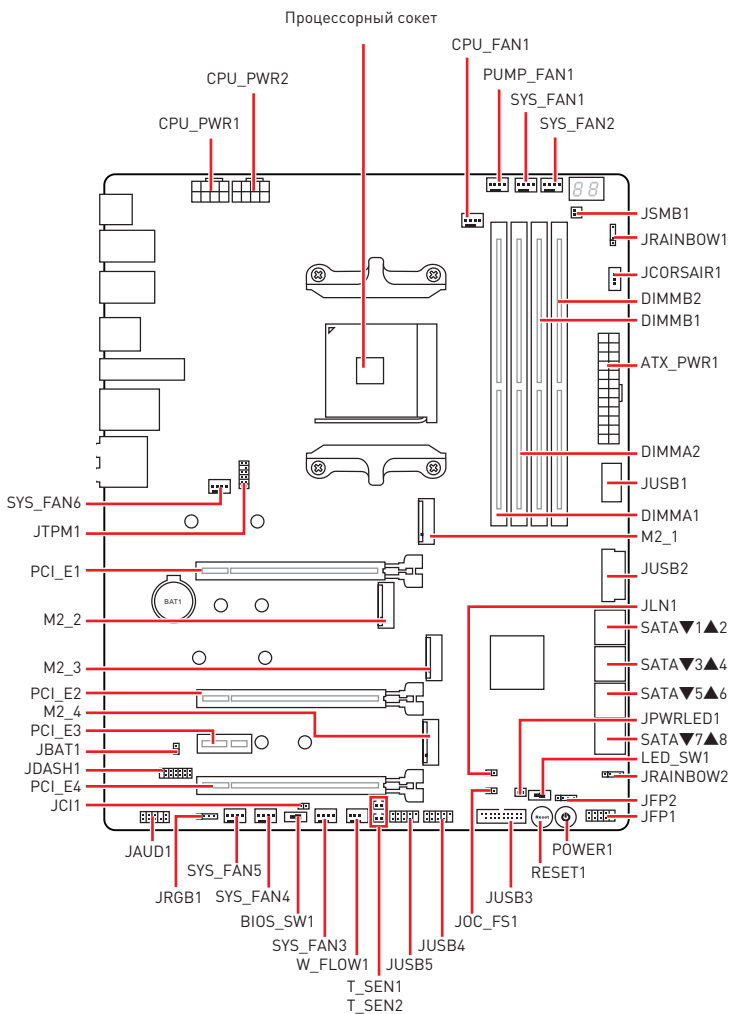 Процессорный сокет
CPU_FAN1
CPU_PWR2
PUMP_FAN1
SYS_FAN1
CPU_PWR1
SYS_FAN2
88
JSMB1
JRAINBOW1
JCORSAIR1
DIMMB2
DIMMB1
ATX_PWR1
DIMMA2
JUSB1
SYS_FAN6
DIMMA1
JTPM1
M2_1
PCI_E1
JUSB2
BAT1
JLN1
M2_2
SATA▼1▲2
M2_3
SATA▼3▲4
PCI_E2
SATA▼5▲6
M2_4
JPWRLED1
PCI_E3
SATA▼7▲8
JBAT1
LED_SW1
JDASH1
JRAINBOW2
PCI_E4
JCI1
JFP2
JFP1
Reset
JAUD1
POWER1
SYS_FAN5
RESET1
JRGB1
SYS_FAN4
JUSB3
BIOS_SW1
JOC_FS1
SYS_FAN3
JUSB4
W_FLOW1
JUSB5
T_SEN1
T_SEN2